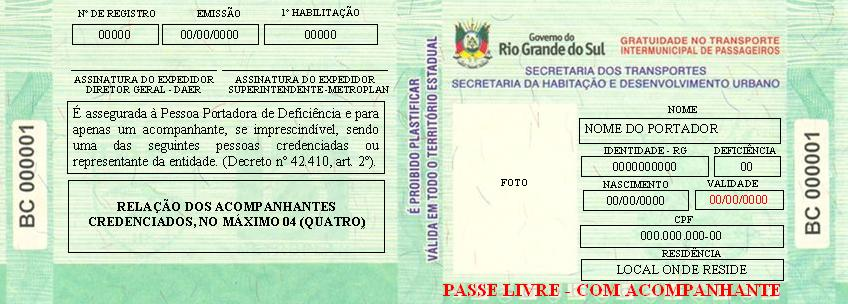 Nº DE REGISTRO EMISSÃO 1ª HABILITAÇÃO
00000 00/00/0000 00000
ASSINATURA DO EXPEDIDOR
DIRETOR GERAL - DAER
ASSINATURA DO EXPEDIDOR
SUPERINTENDENTE -METROPLAN
É assegurada à Pessoa Portadora de Deficiência e para
apenas um acompanhante, se imprescindível, sendo
uma das seguintes pessoas credenciadas ou
representante da entidade. (Decreto nº 42.410, art. 2º).
RELAÇÃO DOS ACOMPANHANTES
CREDENCIADOS, NO MÁXIMO 04 (QUATRO)
BC 000001
É PROIBIDO PLASTIFICAR
VÁLIDA EM TODO O TERRITÓRIO ESTADUAL
Governo do
Rio Grande do Sul
GRATUIDADE NO TRANSPORTE
INTERMUNICIPAL DE PASSAGEIROS
SECRETARIA DOS TRANSPORTES
SECRETARIA DA HABITAÇÃO E DESENVOLVIMENTO URBANO
FOTO
NOME
NOME DO PORTADOR
IDENTIDADE - RG DEFICIÊNCIA
0000000000 00
NASCIMENTO VALIDADE
00/00/0000 00/00/0000
CPF
000.000.000-00
RESIDÊNCIA
LOCAL ONDE RESIDE
PASSE LIVRE - COM ACOMPANHANTE
BC 000001